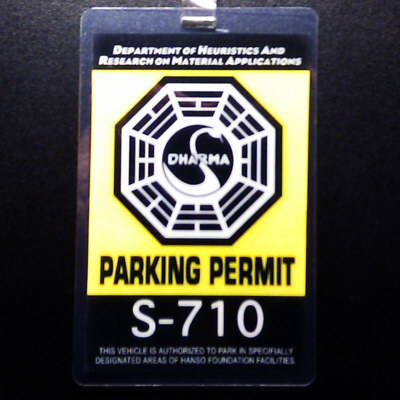 DEPARTMENT OF HEURISTICS AND
RESEARCH ON MATERIAL APPLICATIONS
DHARMA
PARKING PERMIT
S-710
THIS VEHICLE IS AUTHORIZED TO PARK IN SPECIFIALLY
DESIGNATED AREAS OF HANSO FOUNDATION FACILITIES.